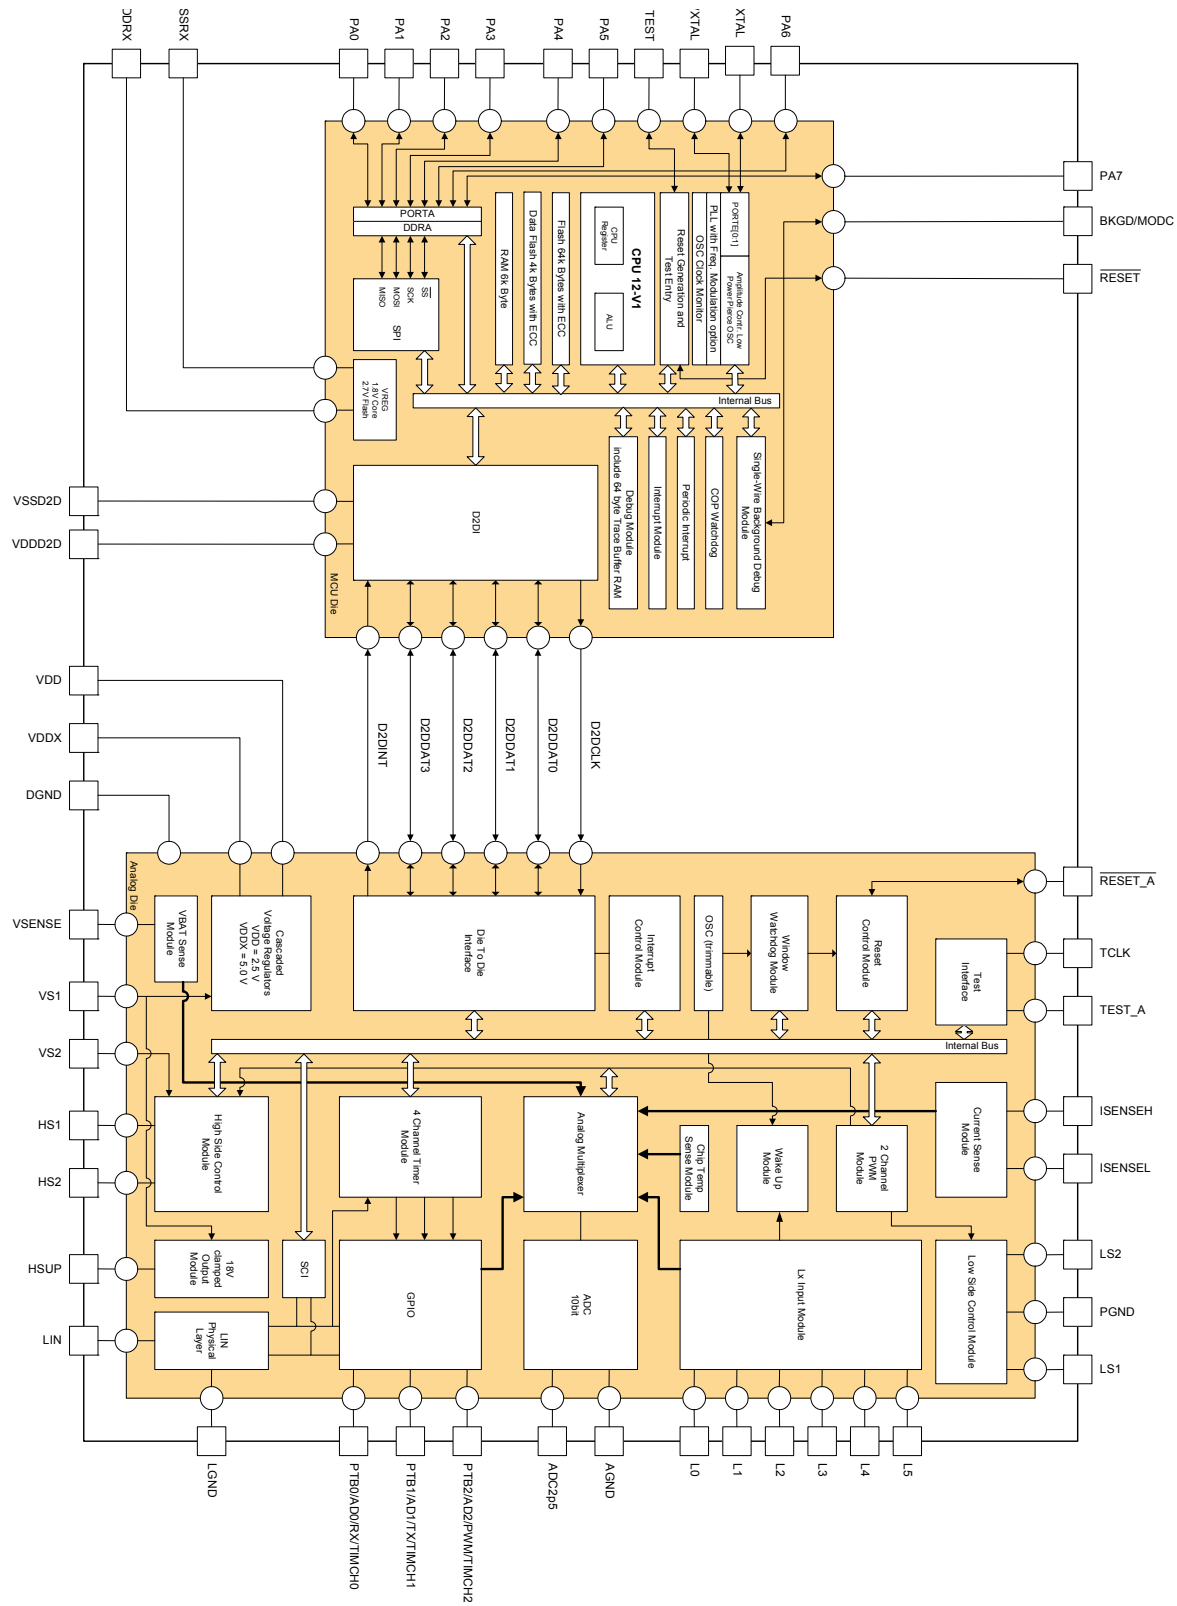 DDRX
SSRX
PA0
PA1
PA2
PA3
PA4
PA5
TEST
XTAL
XTAL
PA6
PA7
BKGD/MODC
RESET
PORTA
DDRA
MISO
MOSI
SCK
SS
SPI
RAM 6k Byte
Data Flash 4k Bytes with ECC
Flash 64k Bytes with ECC
CPU
Register
ALU
CPU 12-V1
Reset Generation and
Test Entry
PORTE[0:1]
PLL with Freq. Modulation option
OSC Clock Monitor
Amplitude Contr. Low
Power Pierce OSC
VREG
1.8V Core
2.7V Flash
Internal Bus
D2DI
Debug Module
include 64 byte Trace Buffer RAM
Interrupt Module
Periodic Interrupt
COP Watchdog
Single-Wire Background Debug
Module
VSSD2D
VDDD2D
MCU Die
VDD
VDDX
DGND
D2DINT
D2DDAT3
D2DDAT2
D2DDAT1
D2DDAT0
D2DCLK
Analog Die
VSENSE
VS1
VS2
HS1
HS2
HSUP
LIN
VBAT Sense
Module
Cascaded
Voltage Regulators
VDD = 2.5 V
VDDX = 5.0 V
Die To Die
Interface
Interrupt
Control Module
OSC (trimmable)
Window
Watchdog Module
Reset
Control Module
Test
Interface
RESET_A
TCLK
TEST_A
Internal Bus
High Side Control
Module
4 Channel Timer
Module
Analog Multiplexer
Chip Temp
Sense Module
Wake Up
Module
2 Channel
PWM
Module
Current Sense
Module
ISENSEH
ISENSEL
18V
clamped
Output
Module
SCI
GPIO
ADC
10bit
Lx Input Module
Low Side Control Module
LIN
Physical
Layer
LS2
PGND
LS1
LGND
PTB0/AD0/RX/TIMCH0
PTB1/AD1/TX/TIMCH1
PTB2/AD2/PWM/TIMCH2
ADC2p5
AGND
L0
L1
L2
L3
L4
L5